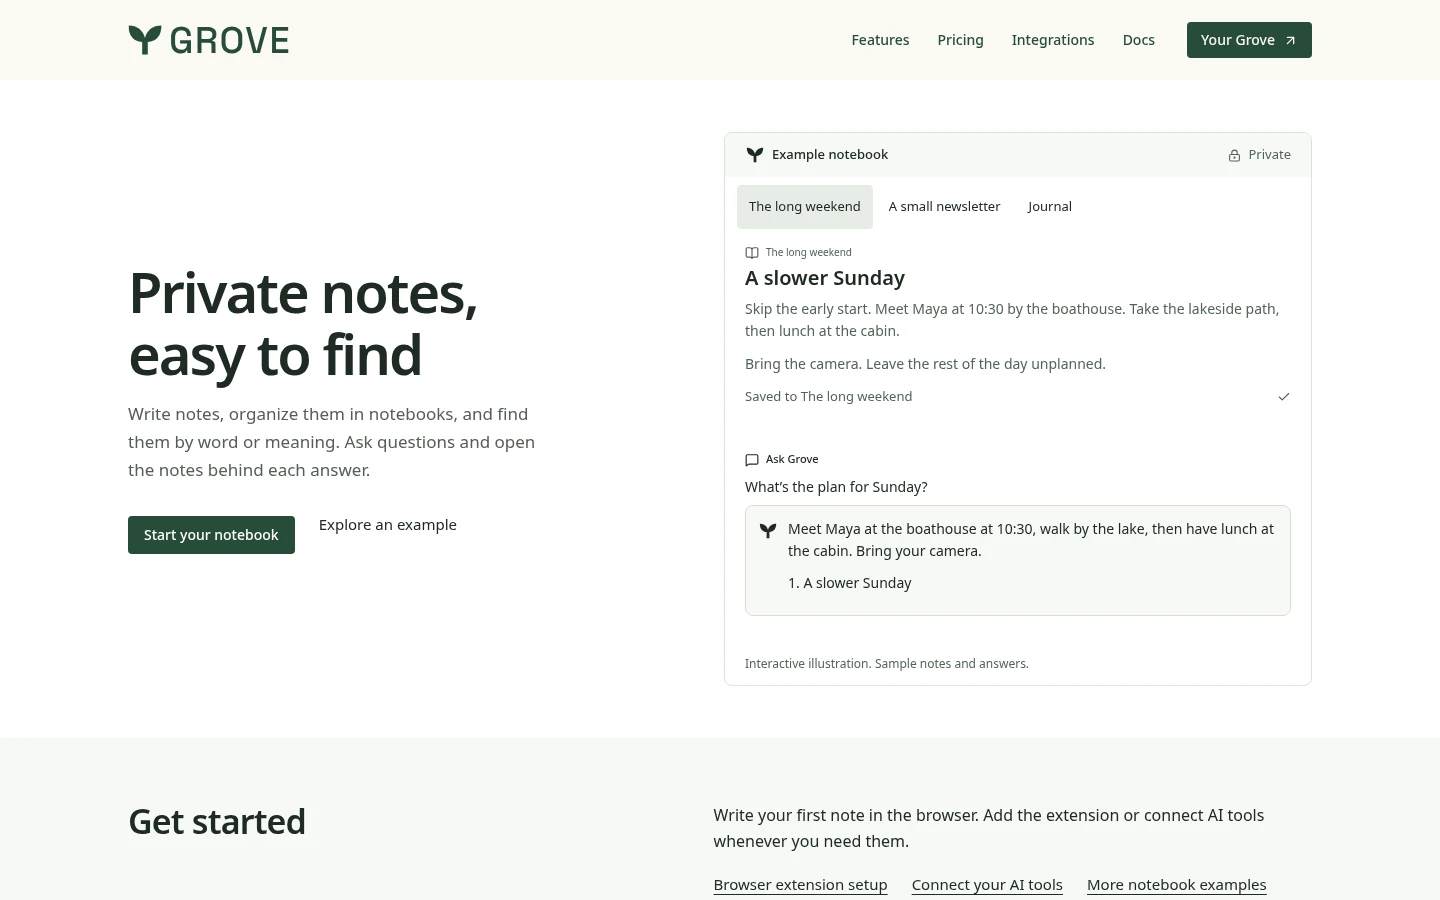 GROVE
Features
Pricing
Integrations
Docs
Your Grove
Private notes,
easy to find
Write notes, organize them in notebooks, and find
them by word or meaning. Ask questions and open
the notes behind each answer.
Start your notebook
Explore an example
Example notebook
Private
The long weekend
A small newsletter
Journal
The long weekend
A slower Sunday
Skip the early start. Meet Maya at 10:30 by the boathouse. Take the lakeside path,
then lunch at the cabin.
Bring the camera. Leave the rest of the day unplanned.
Saved to The long weekend
Ask Grove
What’s the plan for Sunday?
Meet Maya at the boathouse at 10:30, walk by the lake, then have lunch at
the cabin. Bring your camera.
1. A slower Sunday
Interactive illustration. Sample notes and answers.
Get started
Write your first note in the browser. Add the extension or connect AI tools
whenever you need them.
Browser extension setup
Connect your AI tools
More notebook examples